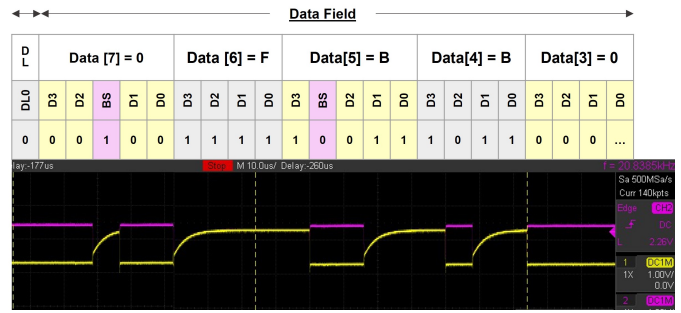 Data Field
DL Data [7] = 0 Data [6] = F Data[5] = B Data[4] = B Data[3] = 0
DL0 D3 D2 BS D1 D0 D3 D2 D1 D0 D3 BS D2 D1 D0 D3 D2 D1 D0 D3 D2 D1 D0
0 0 0 1 0 0 1 1 1 1 1 0 0 1 1 1 0 1 1 0 0 0 ...
lay:-177us Stop M 10.0us/ Delay:-260us f = 20.8385kHz
Sa 500MSa/s
Curr 140kpts
Edge CH2
DC
L 2.26V
1 DC1M
1X 1.00V/
0.0V
2 DC1M